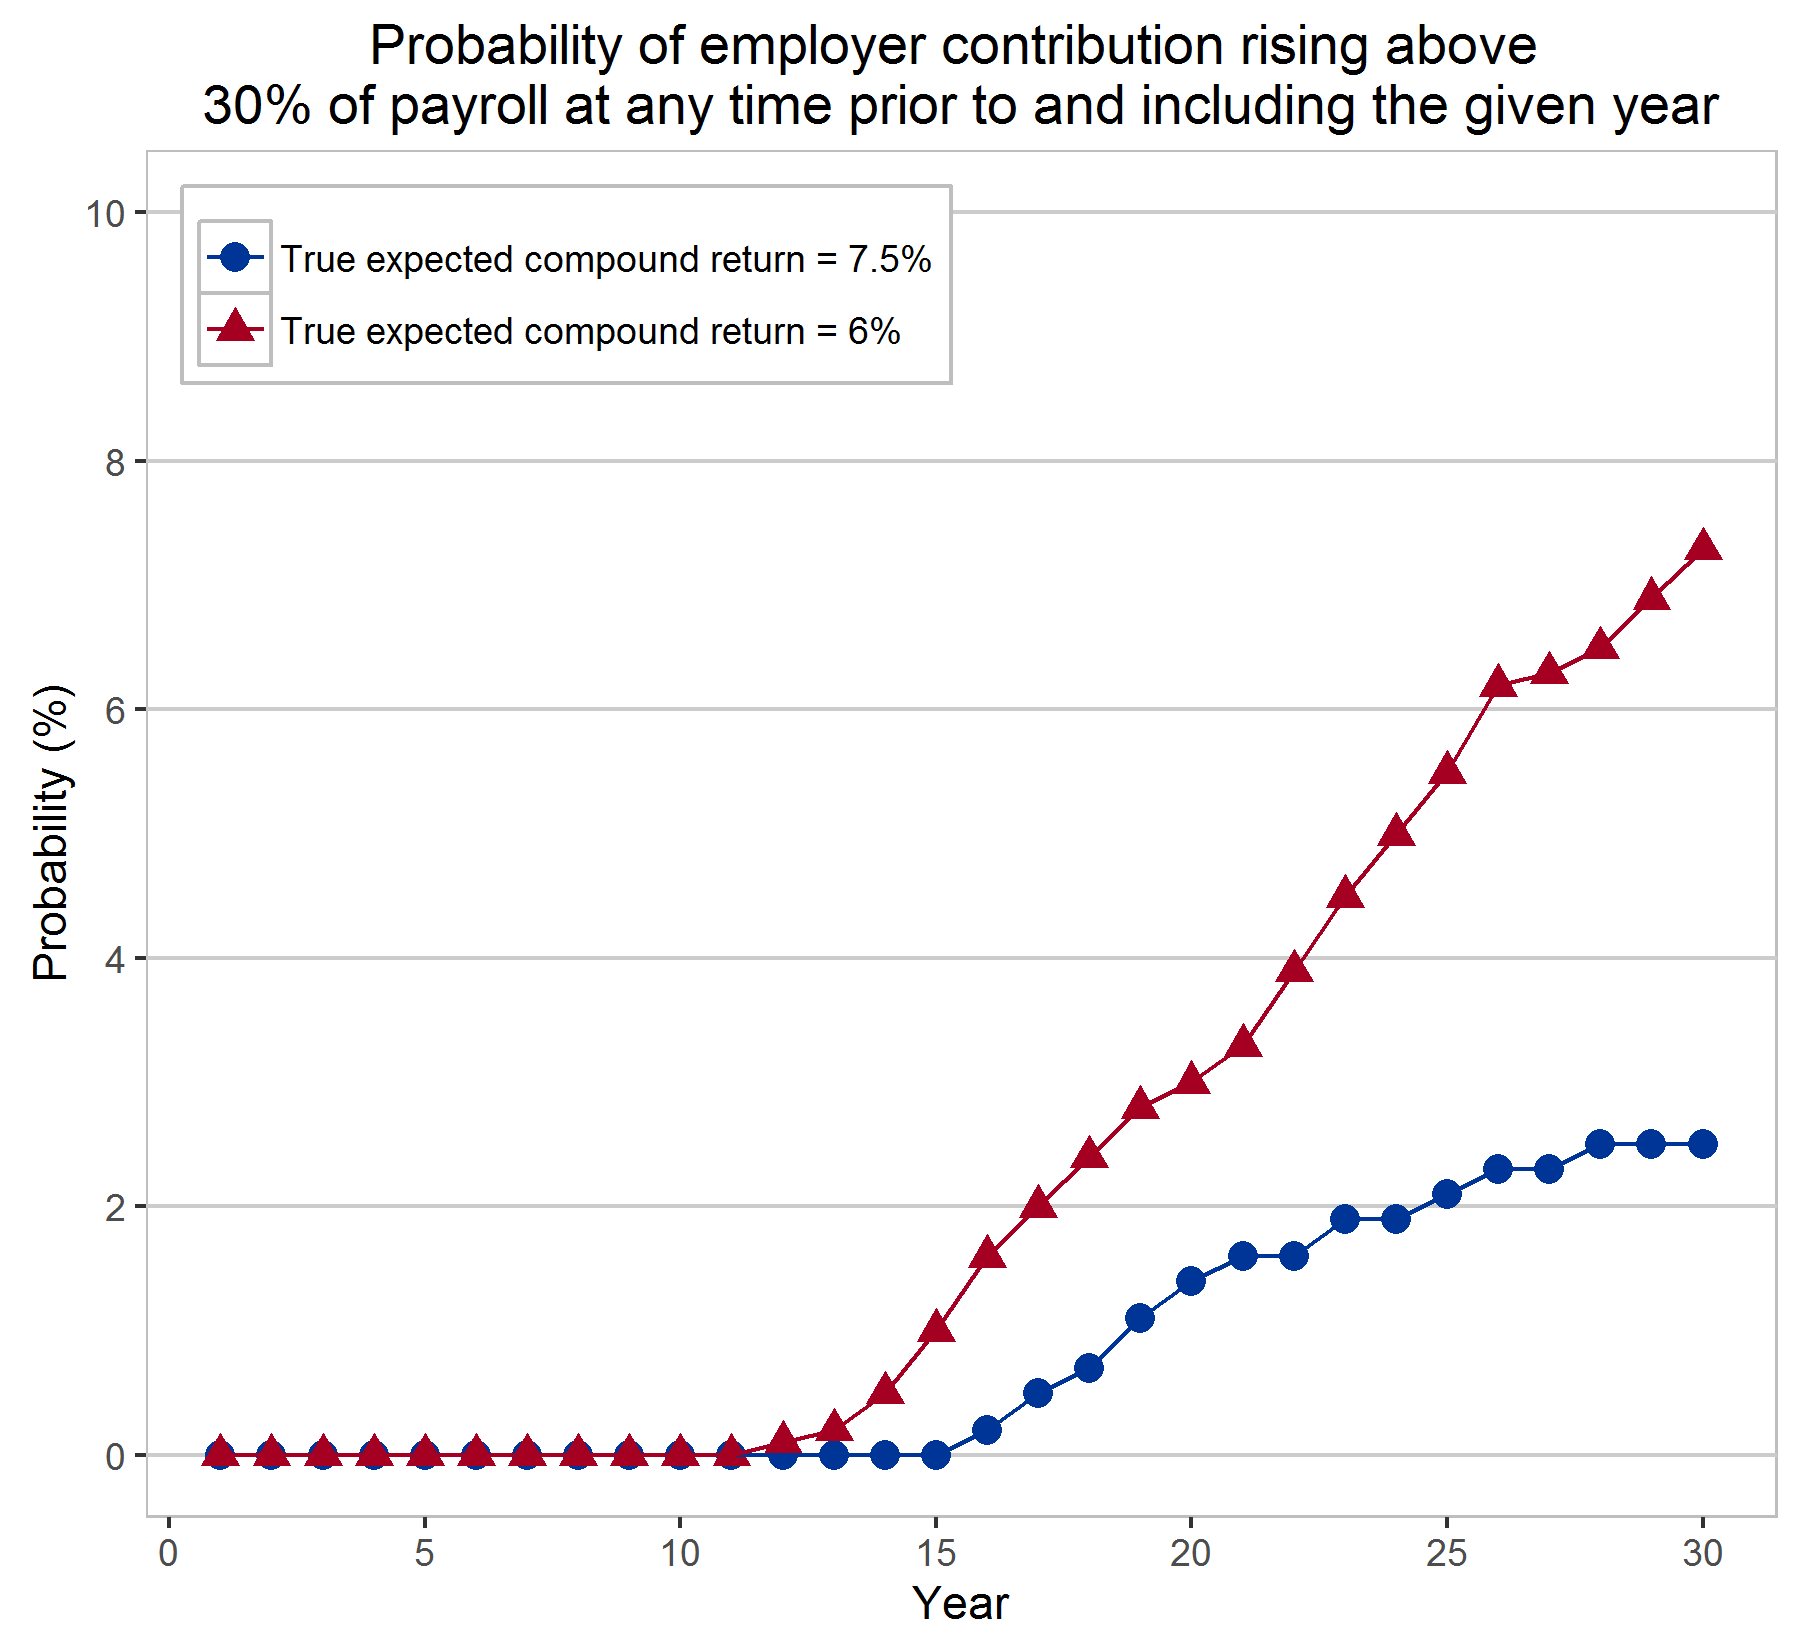 Probability of employer contribution rising above
30% of payroll at any time prior to and including the given year
True expected compound return = 7.5%
True expected compound return = 6%
Probability (%)
10
8
6
4
2
0
0 5 10 15 20 25 30
Year